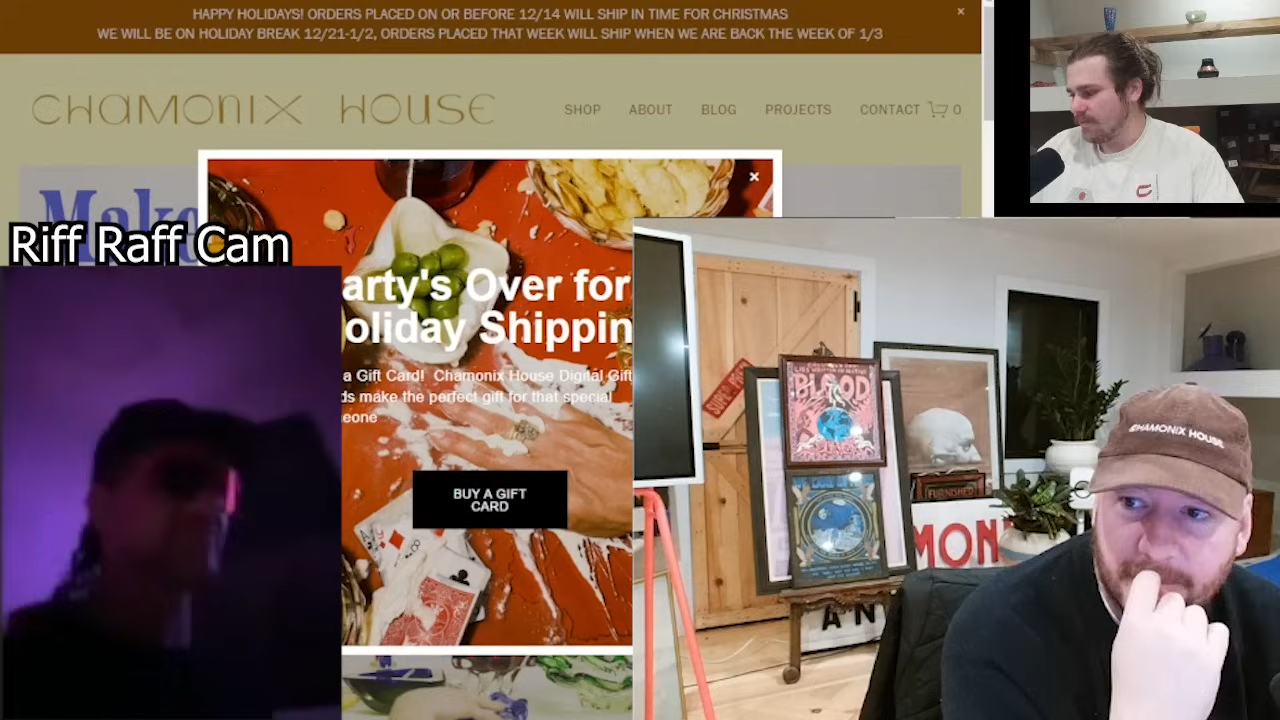 HAPPY HOLIDAYS! ORDERS PLACED ON OR BEFORE 12/14 WILL SHIP IN TIME FOR CHRISTMAS
WE WILL BE ON HOLIDAY BREAK 12/21-1/2, ORDERS PLACED THAT WEEK WILL SHIP WHEN WE ARE BACK THE WEEK OF 1/3
CHAMONIX HOUSE
SHOP ABOUT BLOG PROJECTS CONTACT 0
Make
Riff Raff Cam
arty's Over for
oliday Shippin
a Gift Card! Chamonix House Digital Gift
ds make the perfect gift for that special
eone
BUY A GIFT
CARD
BLOOD
FURNISHED
MON
AN
CHAMONIX HOUSE